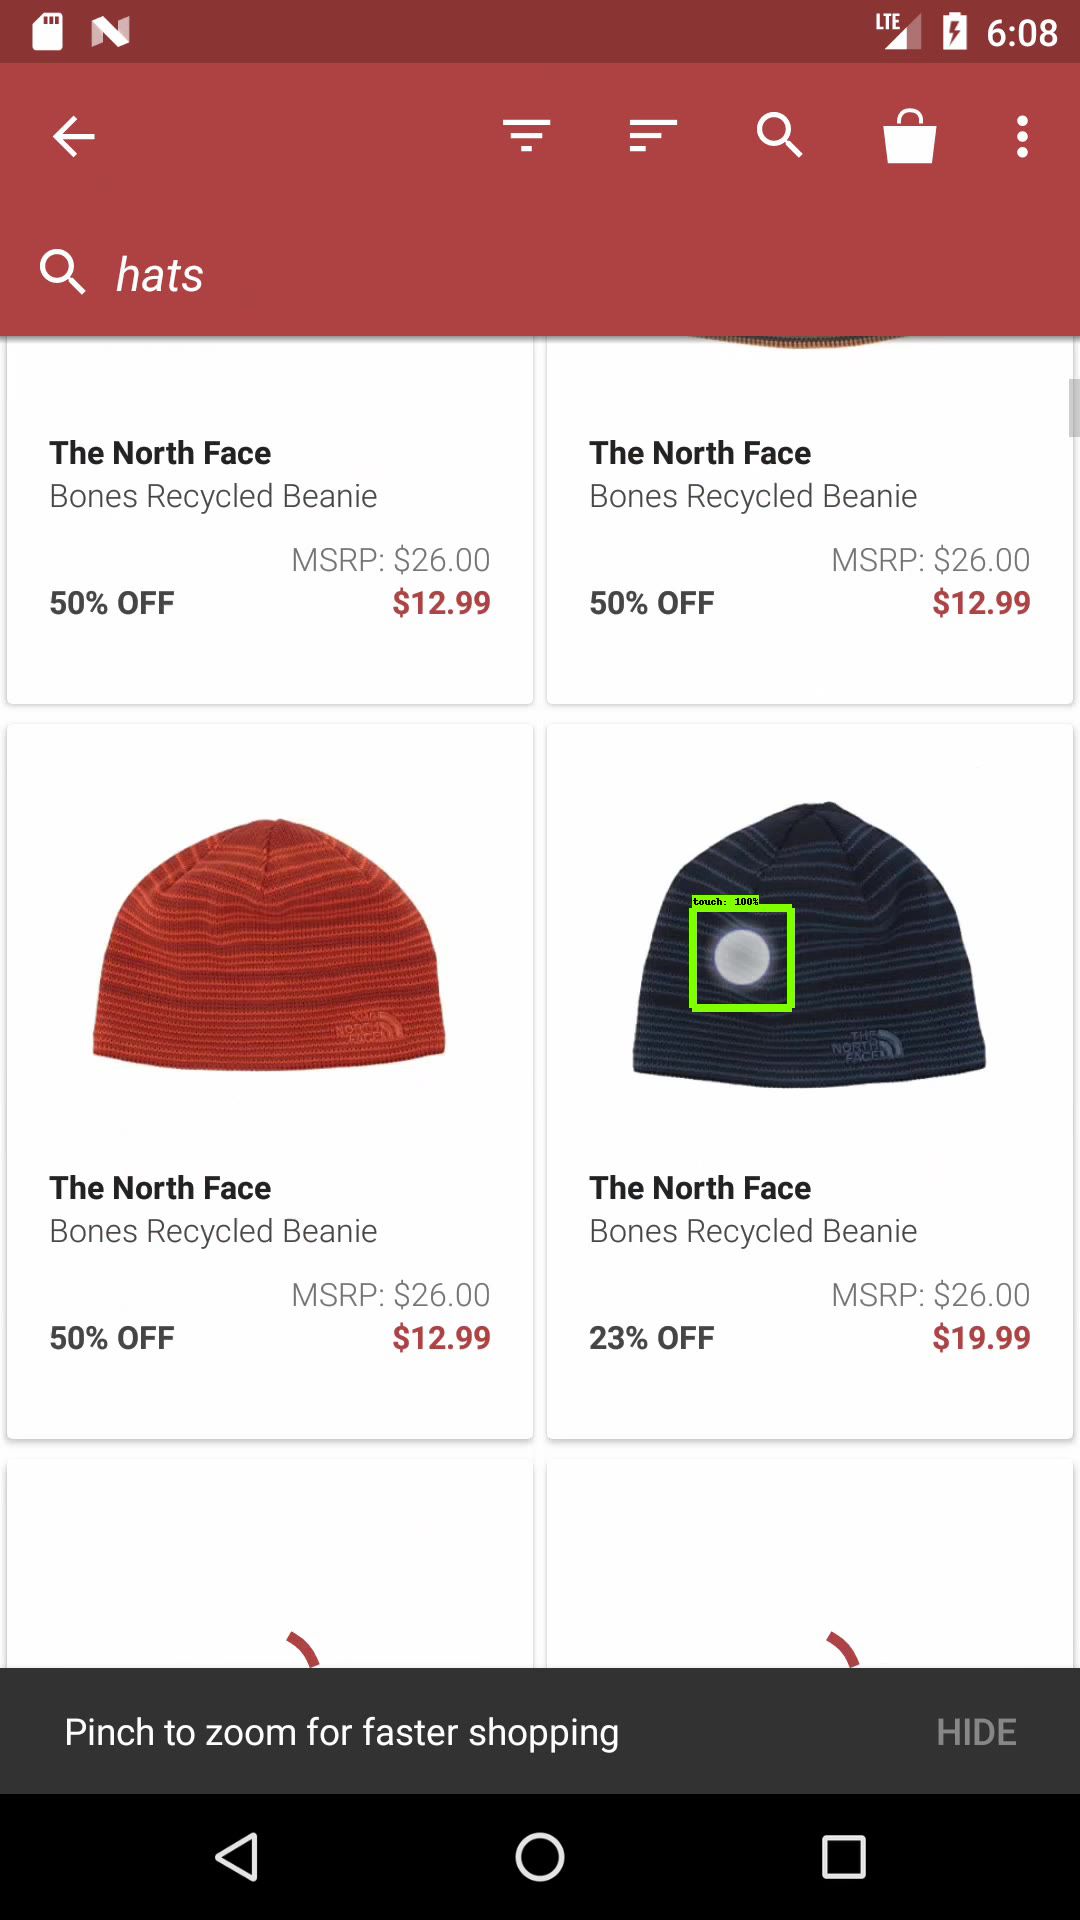 LTE 6:08
hats
The North Face
Bones Recycled Beanie
MSRP: $26.00
50% OFF $12.99
The North Face
Bones Recycled Beanie
MSRP: $26.00
50% OFF $12.99
THE
NORTH
FACE
touch: 100%
THE
NORTH
FACE
The North Face
Bones Recycled Beanie
MSRP: $26.00
50% OFF $12.99
The North Face
Bones Recycled Beanie
MSRP: $26.00
23% OFF $19.99
Pinch to zoom for faster shopping HIDE